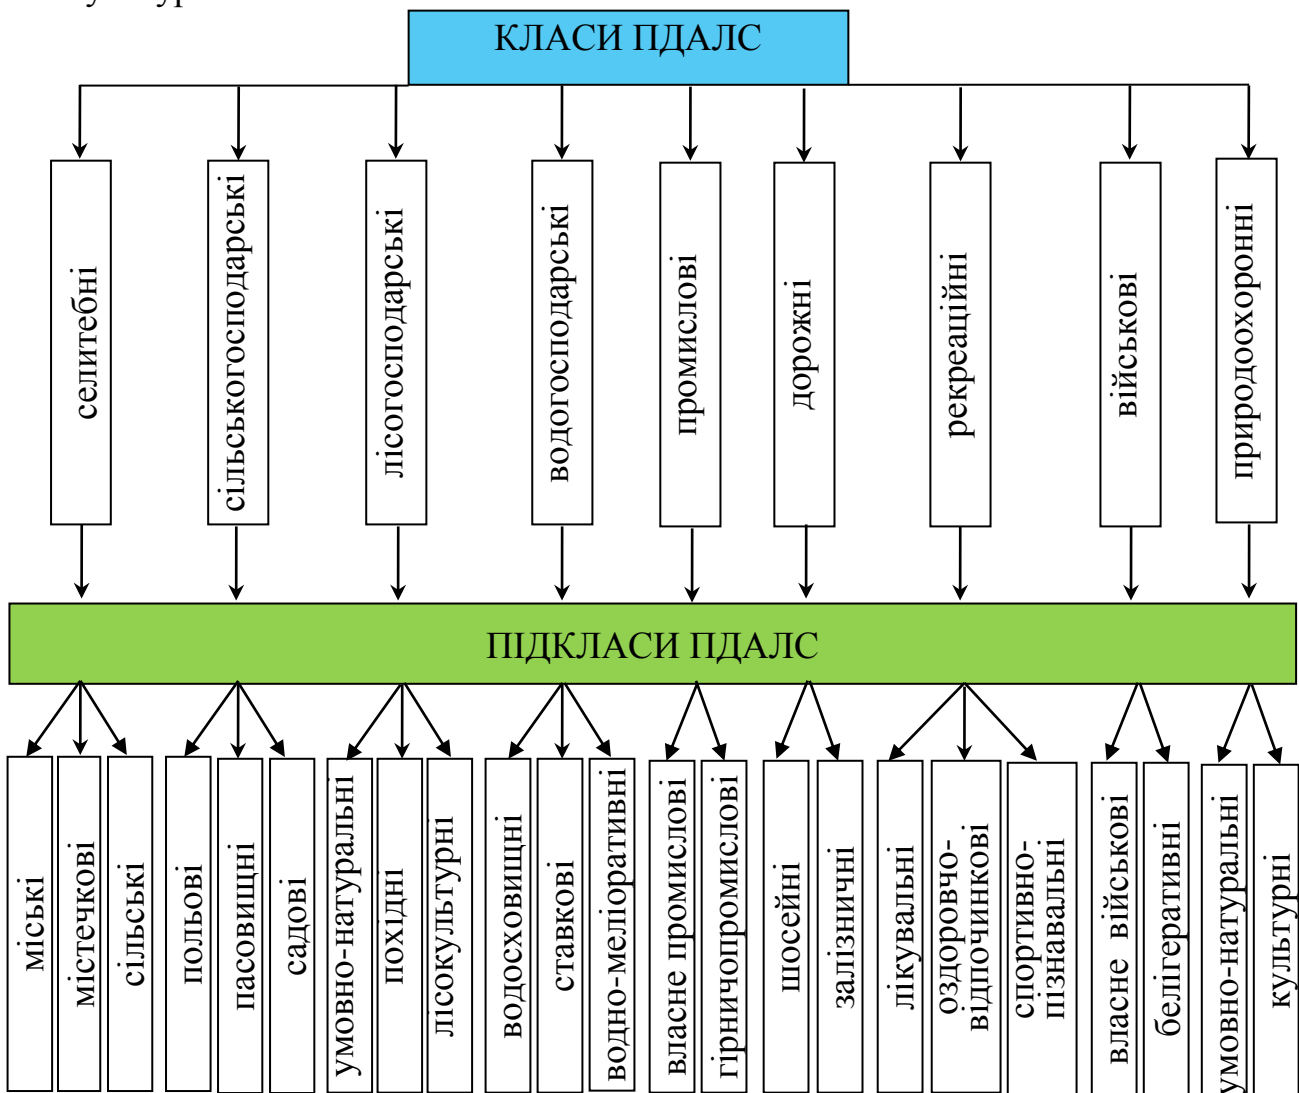 КЛАСИ ПДАЛС
селитебні
сільськогосподарські
лісогосподарські
водогосподарські
промислові
дорожні
рекреаційні
військові
природоохоронні
ПІДКЛАСИ ПДАЛС
міські
містечкові
сільські
польові
пасовищні
садові
умовно-натуральні
похідні
лісокультурні
водосховищні
ставкові
водно-меліоративні
власне промислові
гірничопромислові
шосейні
залізничні
лікувальні
оздоровчо-
відпочинкові
спортивно-
пізнавальні
власне військові
белігеративні
умовно-натуральні
культурні